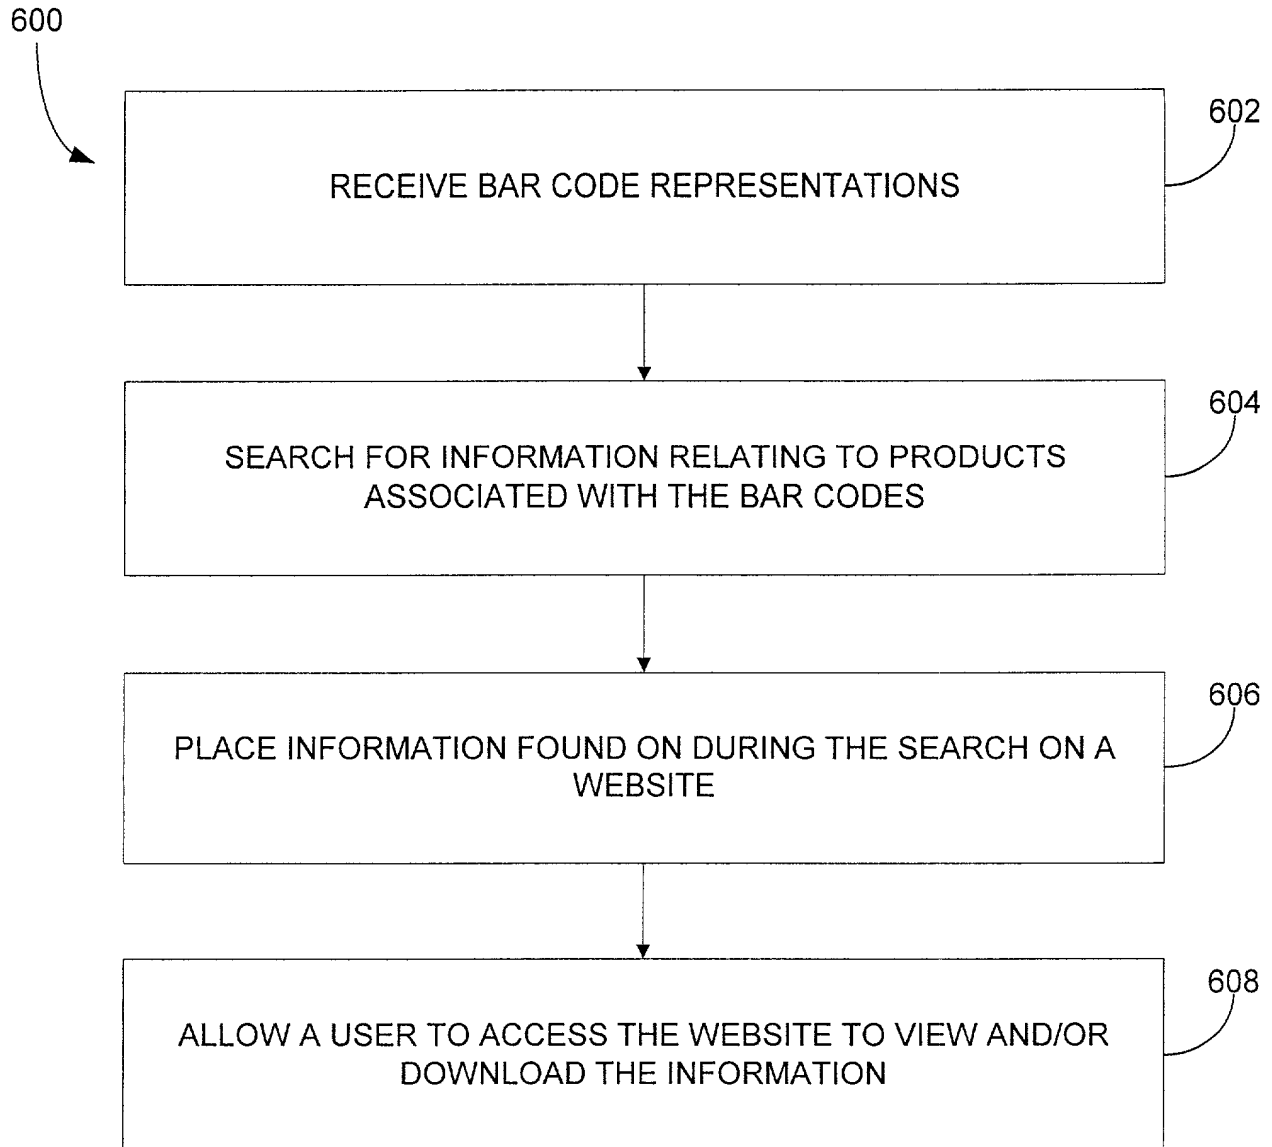 600
602
RECEIVE BAR CODE REPRESENTATIONS
604
SEARCH FOR INFORMATION RELATING TO PRODUCTS
ASSOCIATED WITH THE BAR CODES
606
PLACE INFORMATION FOUND ON DURING THE SEARCH ON A
WEBSITE
608
ALLOW A USER TO ACCESS THE WEBSITE TO VIEW AND/OR
DOWNLOAD THE INFORMATION